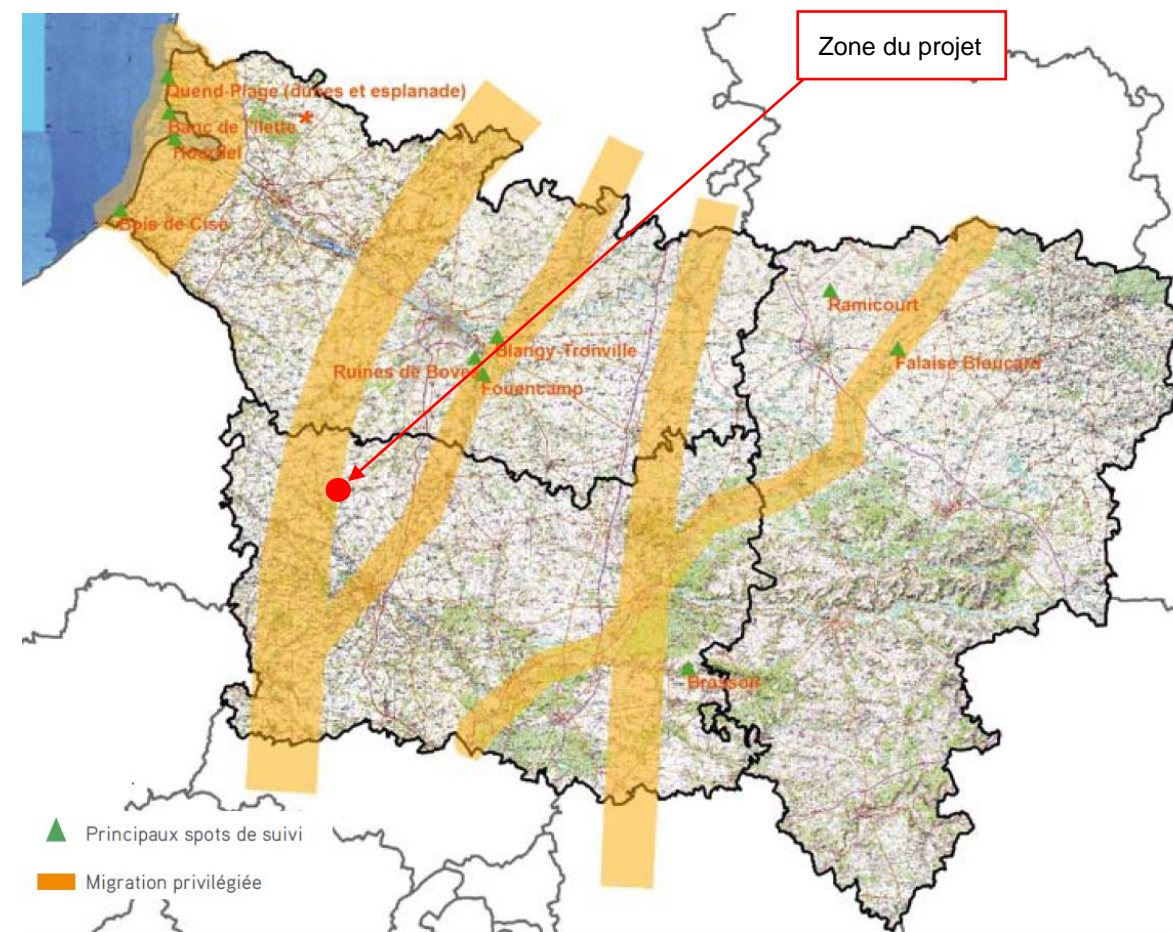 Zone du projet
Quend-Plage (dunes et esplanade)
Banc de l'Ilette
Hourdel
Bois de Cise
Ramicourt
Blangy-Tronville
Falaise Bloucard
Ruines de Boves
Fouencamp
Brassoir
Principaux spots de suivi
Migration privilégiée